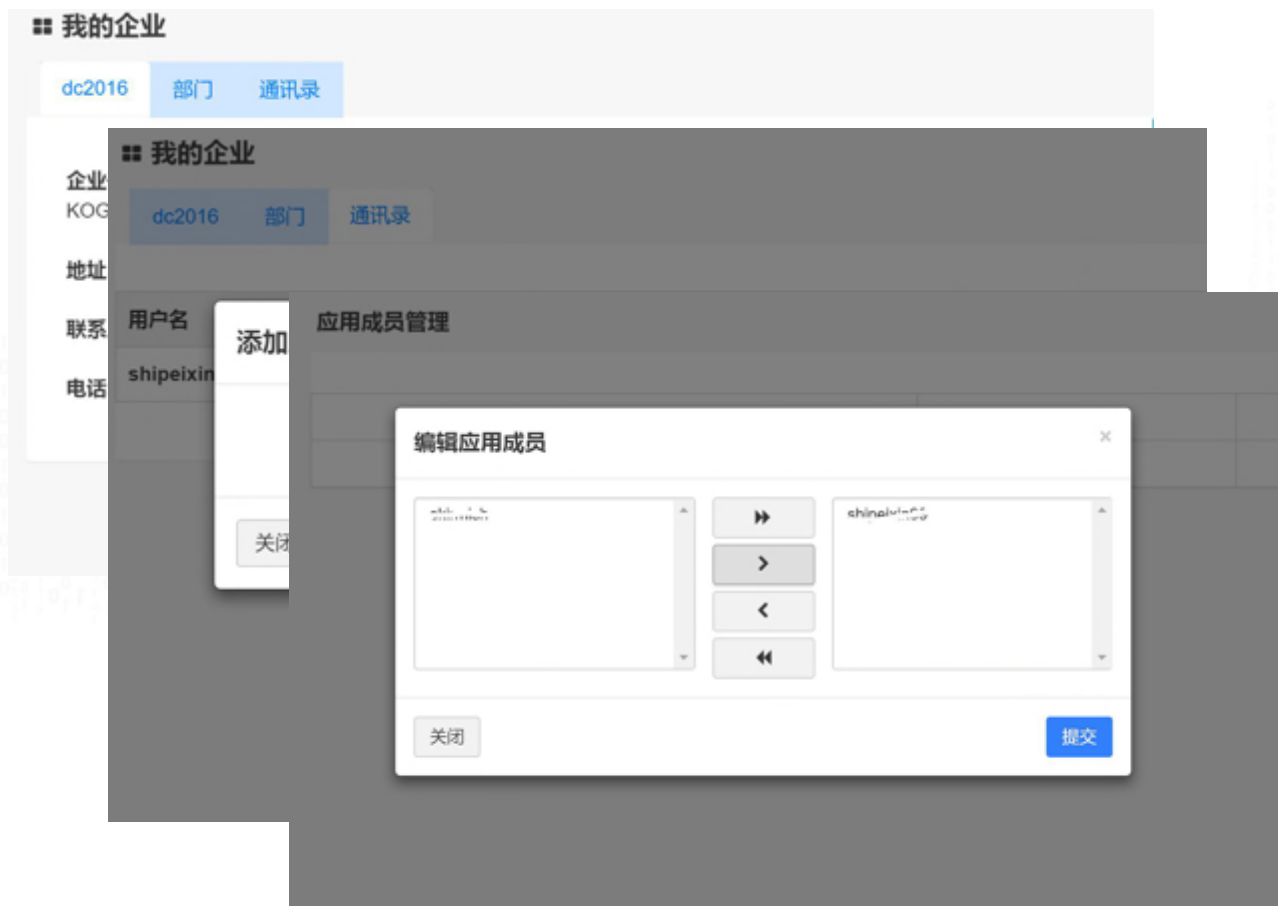 我的企业
dc2016 部门 通讯录
企业
KOG
地址
联系
电话
我的企业
dc2016 部门 通讯录
用户名
shipeixin
添加
关闭
应用成员管理
编辑应用成员
×
关闭 提交